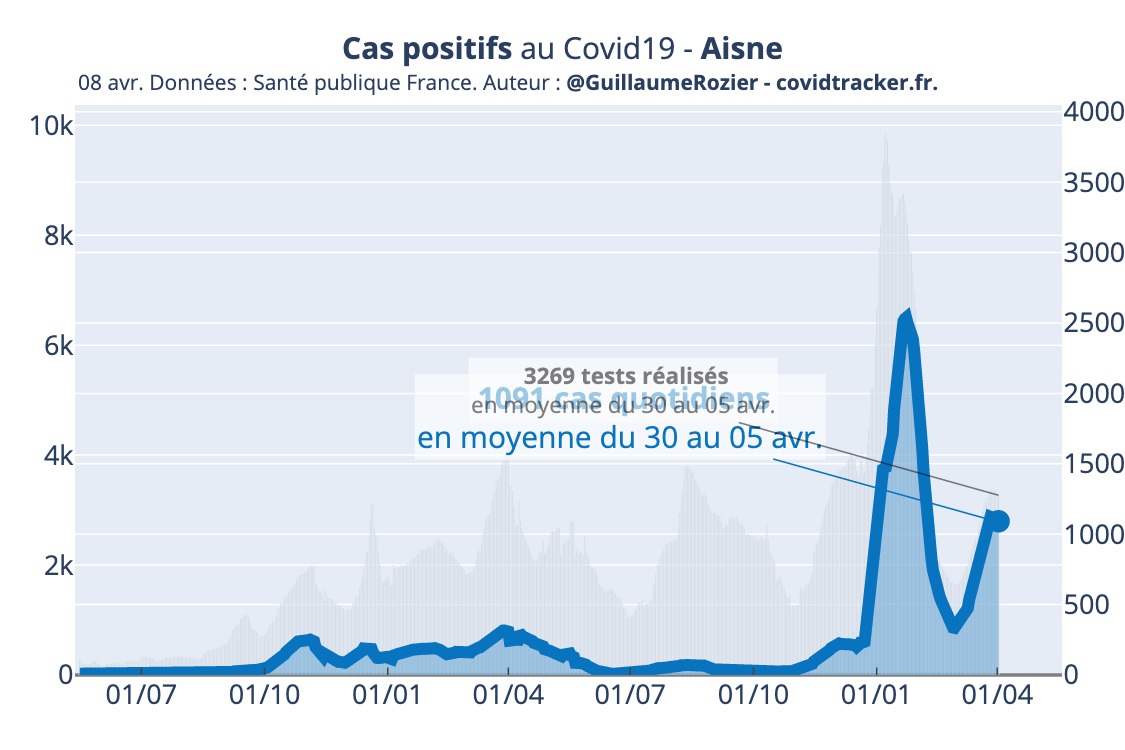 Cas positifs au Covid19 - Aisne
08 avr. Données : Santé publique France. Auteur : @GuillaumeRozier - covidtracker.fr.
10k
8k
6k
4k
2k
0
4000
3500
3000
2500
2000
1500
1000
500
0
3269 tests réalisés
en moyenne du 30 au 05 avr.
1091 cas quotidiens
en moyenne du 30 au 05 avr.
01/07
01/10
01/01
01/04
01/07
01/10
01/01
01/04